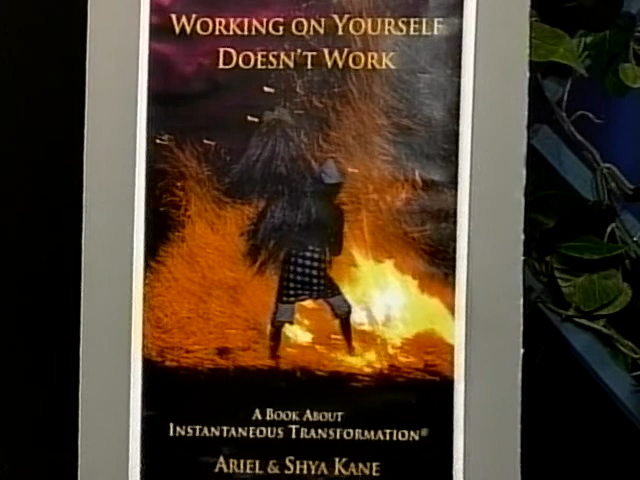 WORKING ON YOURSELF
DOESN'T WORK
A BOOK ABOUT
INSTANTANEOUS TRANSFORMATION®
ARIEL & SHYA KANE